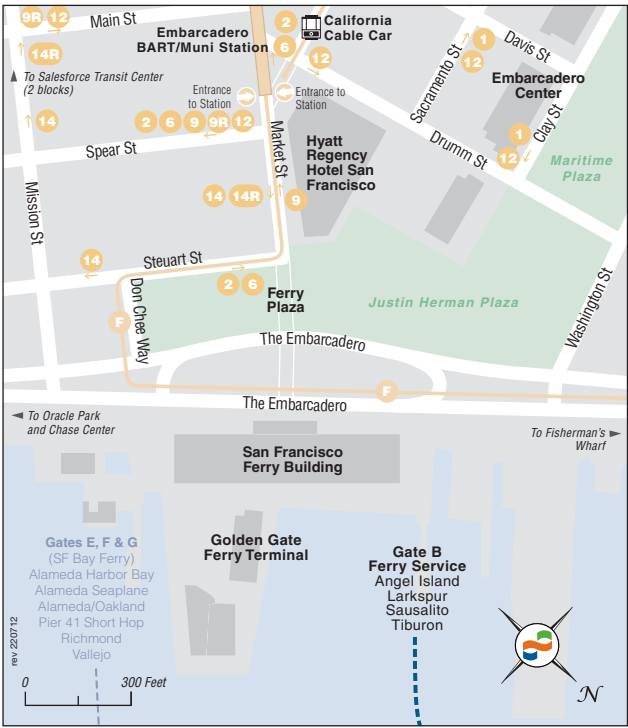 9R 12
Main St
14R
To Salesforce Transit Center
(2 blocks)
Embarcadero
BART/Muni Station
2
6
California
Cable Car
12
Sacramento St
1
12
Davis St
Embarcadero
Center
Clay St
1
12
Drumm St
Maritime
Plaza
Entrance
to Station
Entrance to
Station
14
2 6 9 9R 12
Spear St
Market St
Hyatt
Regency
Hotel San
Francisco
Mission St
14 14R
9
14
Steuart St
2 6
Ferry
Plaza
Justin Herman Plaza
Washington St
Don Chee Way
F
The Embarcadero
F
The Embarcadero
To Oracle Park
and Chase Center
To Fisherman's
Wharf
San Francisco
Ferry Building
Gates E, F & G
(SF Bay Ferry)
Alameda Harbor Bay
Alameda Seaplane
Alameda/Oakland
Pier 41 Short Hop
Richmond
Vallejo
Golden Gate
Ferry Terminal
Gate B
Ferry Service
Angel Island
Larkspur
Sausalito
Tiburon
rev 220712
0 300 Feet
N